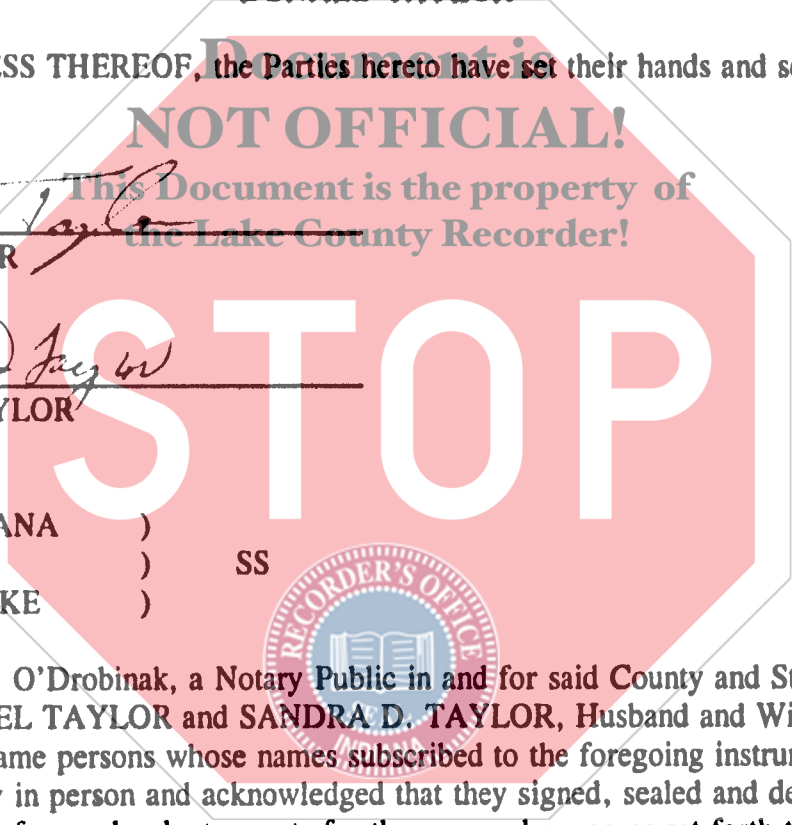 Document is
ESS THEREOF, the Parties hereto have set their hands and se
NOT OFFICIAL!
This Document is the property of
Taylor
the Lake County Recorder!
R
STOP
D Taylor
YLOR
ANA )
) SS
KE )
RECORDER'S OFFICE
O'Drobinak, a Notary Public in and for said County and St
EL TAYLOR and SANDRA D. TAYLOR, Husband and Wi
INDIANA
ame persons whose names subscribed to the foregoing instru
y in person and acknowledged that they signed, sealed and de